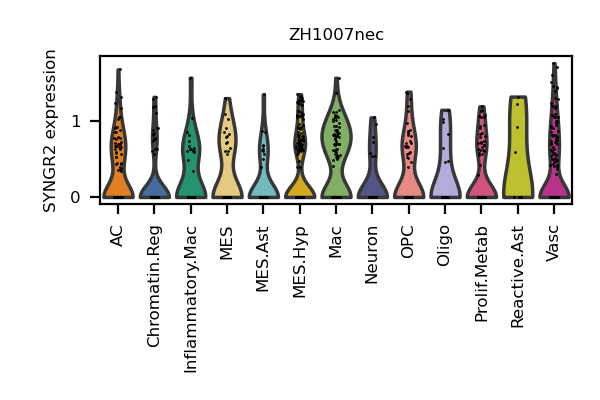 ZH1007nec
SYNGR2 expression
1
0
AC
Chromatin.Reg
Inflammatory.Mac
MES
MES.Ast
MES.Hyp
Mac
Neuron
OPC
Oligo
Prolif.Metab
Reactive.Ast
Vasc